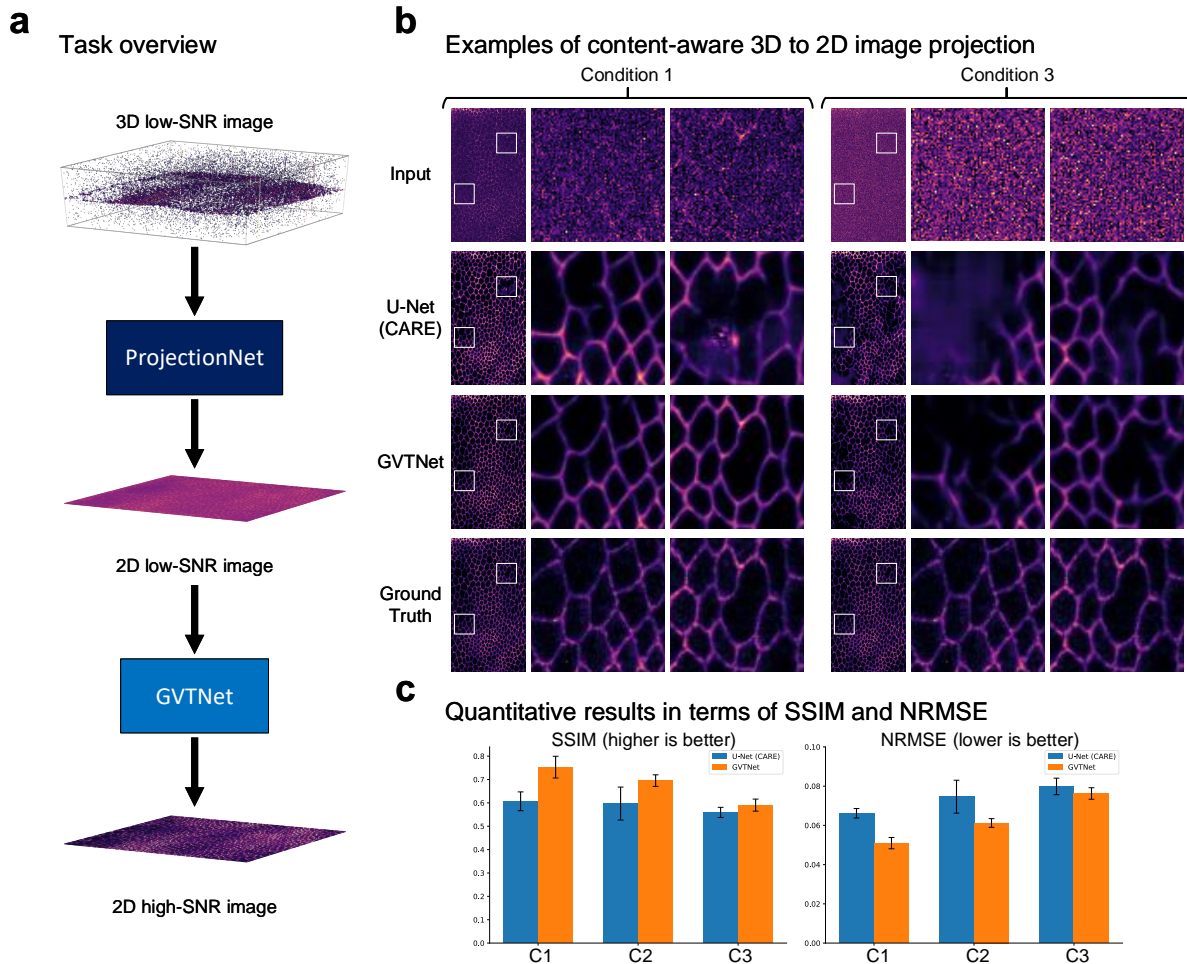 a
Task overview
3D low-SNR image
ProjectionNet
2D low-SNR image
GVTNet
2D high-SNR image
b
Examples of content-aware 3D to 2D image projection
Condition 1
Condition 3
Input
U-Net
(CARE)
GVTNet
Ground
Truth
c
Quantitative results in terms of SSIM and NRMSE
SSIM (higher is better)
U-Net (CARE)
GVTNet
0.8
0.7
0.6
0.5
0.4
0.3
0.2
0.1
0.0
C1
C2
C3
NRMSE (lower is better)
U-Net (CARE)
GVTNet
0.10
0.08
0.06
0.04
0.02
0.00
C1
C2
C3